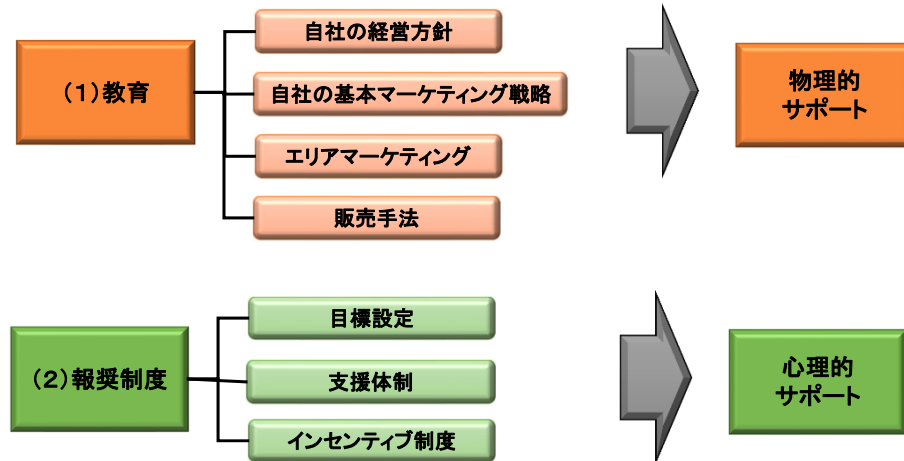 (1)教育
自社の経営方針
自社の基本マーケティング戦略
エリアマーケティング
販売手法
物理的
サポート
(2)報奨制度
目標設定
支援体制
インセンティブ制度
心理的
サポート